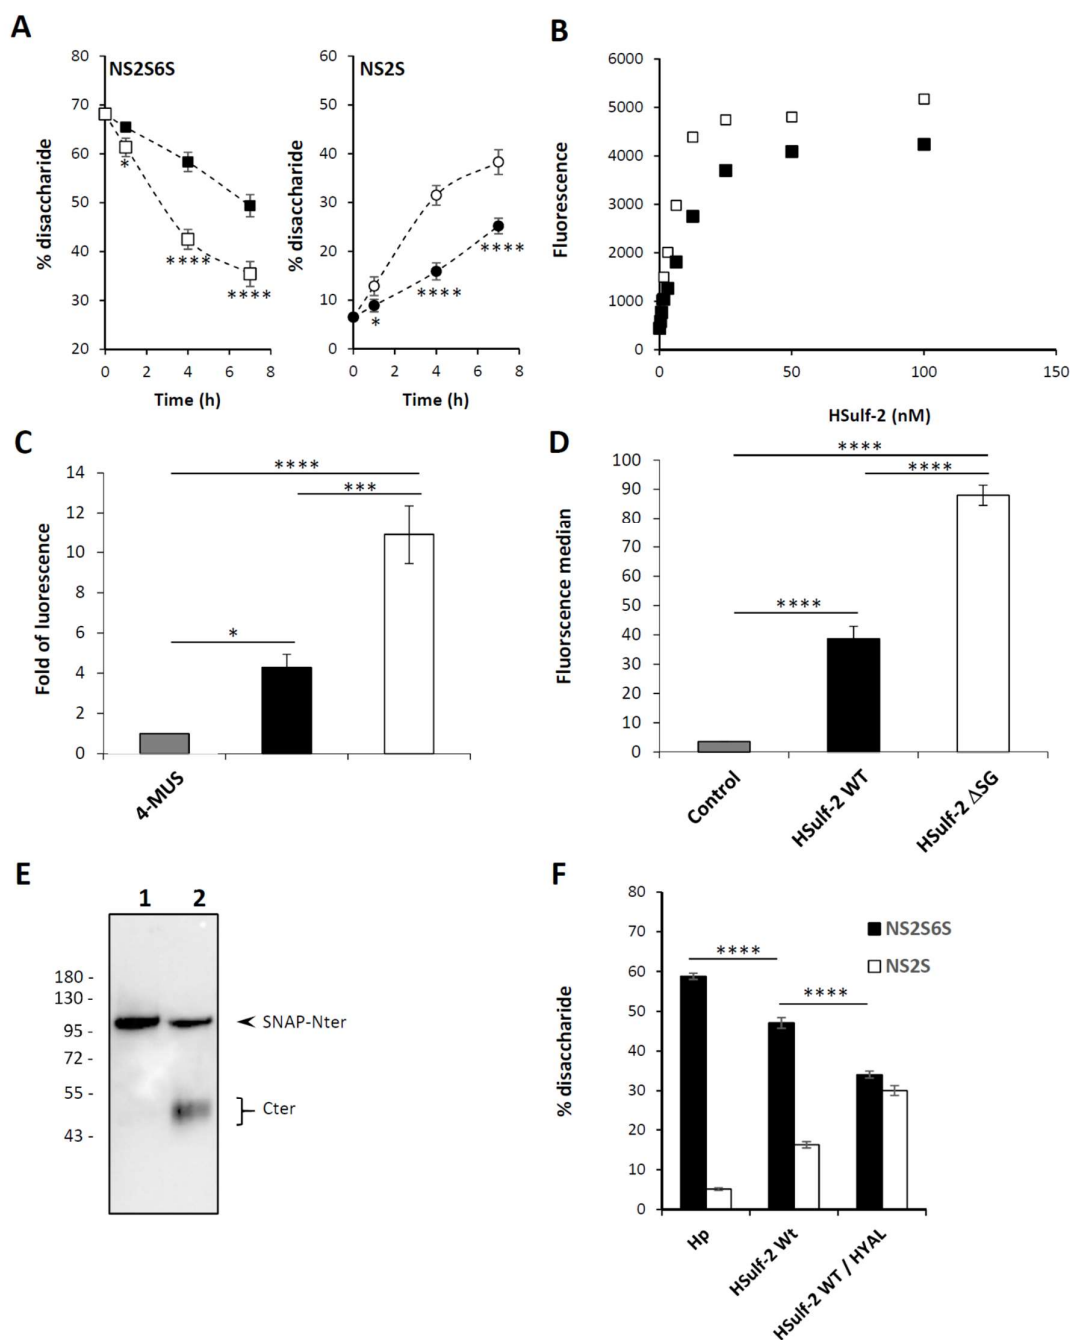 A
NS2S6S
% disaccharide
80
70
60
50
40
30
20
*
****
****
0 2 4 6 8
Time (h)
NS2S
% disaccharide
60
50
40
30
20
10
0
*
****
****
0 2 4 6 8
Time (h)
B
Fluorescence
6000
5000
4000
3000
2000
1000
0
0 50 100 150
HSulf-2 (nM)
C
Fold of luorescence
14
12
10
8
6
4
2
0
****
***
*
4-MUS
D
Fluorscence median
100
90
80
70
60
50
40
30
20
10
0
****
****
****
Control
HSulf-2 WT
HSulf-2 ΔSG
E
1 2
180 -
130 -
95 -
72 -
55 -
43 -
SNAP-Nter
Cter
F
% disaccharide
80
70
60
50
40
30
20
10
0
NS2S6S
NS2S
****
****
Hp
HSulf-2 Wt
HSulf-2 WT / HYAL